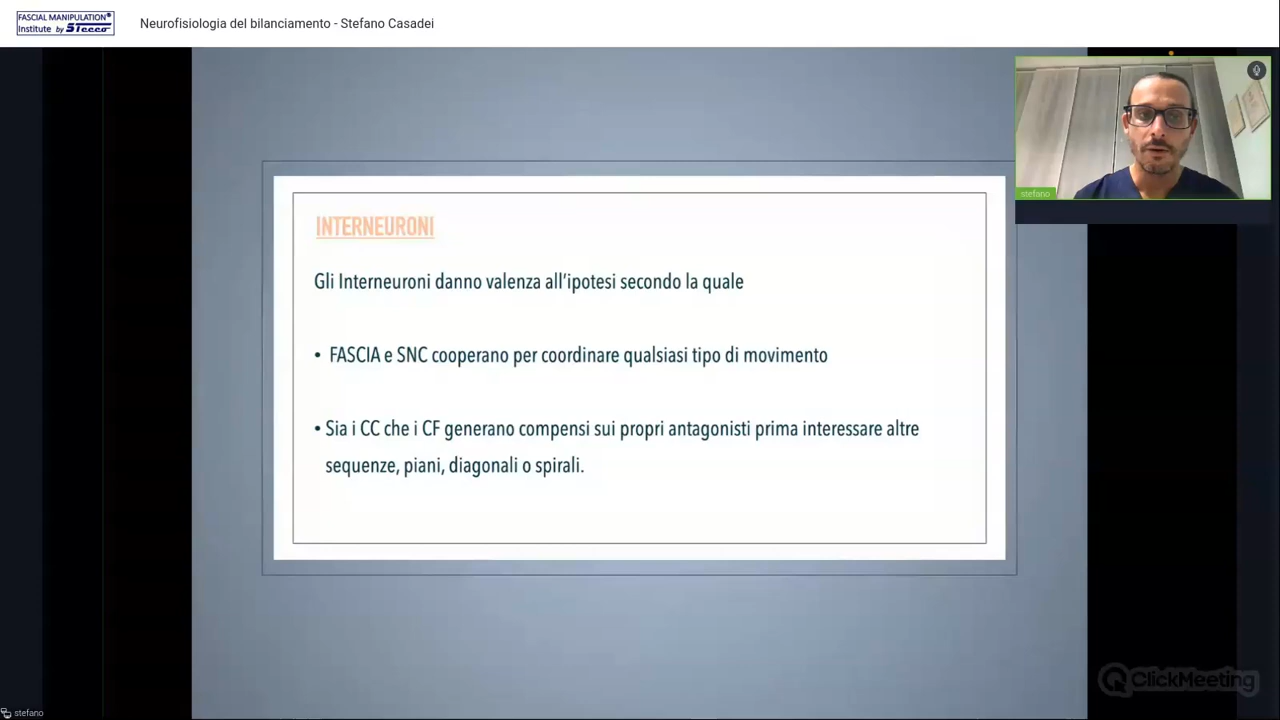 FASCIAL MANIPULATION®
Institute by Stecco
Neurofisiologia del bilanciamento - Stefano Casadei
stefano
INTERNEURONI
Gli Interneuroni danno valenza all’ipotesi secondo la quale
• FASCIA e SNC cooperano per coordinare qualsiasi tipo di movimento
• Sia i CC che i CF generano compensi sui propri antagonisti prima interessare altre
sequenze, piani, diagonali o spirali.
ClickMeeting
stefano